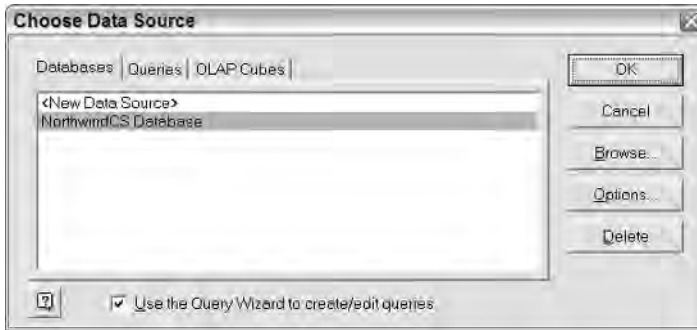 Choose Data Source
Databases Queries OLAP Cubes
<New Data Source>
NorthwindCS Database
OK
Cancel
Browse...
Options...
Delete
Use the Query Wizard to create/edit queries